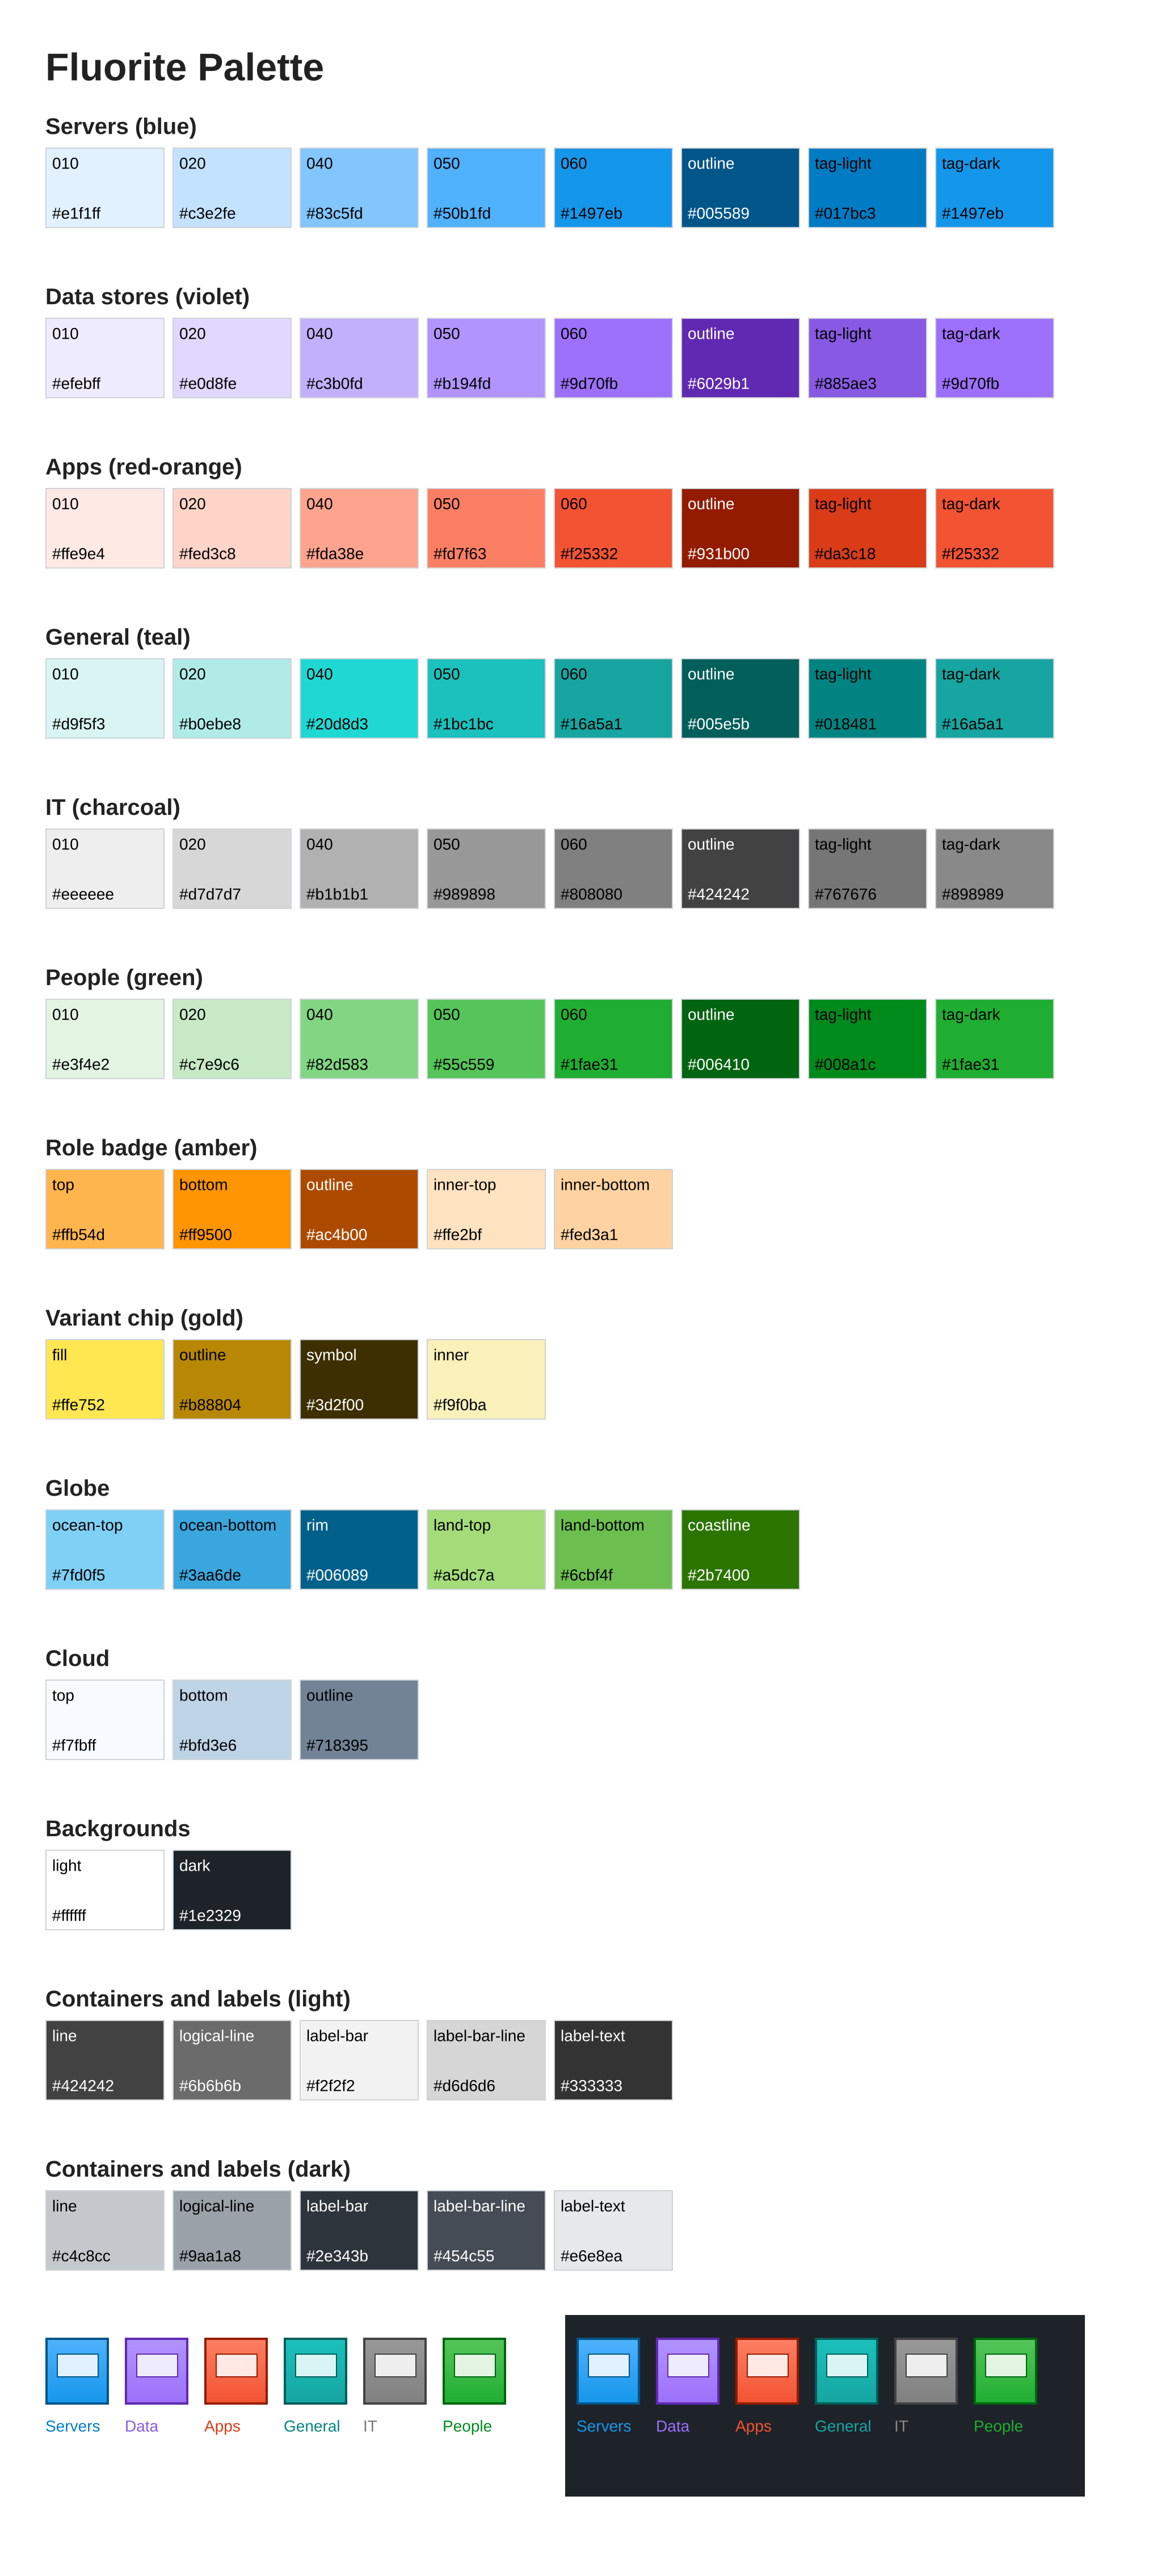 Fluorite Palette
Servers (blue)
010 020 040 050 060 outline tag-light tag-dark
#e1f1ff #c3e2fe #83c5fd #50b1fd #1497eb #005589 #017bc3 #1497eb
Data stores (violet)
010 020 040 050 060 outline tag-light tag-dark
#efebff #e0d8fe #c3b0fd #b194fd #9d70fb #6029b1 #885ae3 #9d70fb
Apps (red-orange)
010 020 040 050 060 outline tag-light tag-dark
#ffe9e4 #fed3c8 #fda38e #fd7f63 #f25332 #931b00 #da3c18 #f25332
General (teal)
010 020 040 050 060 outline tag-light tag-dark
#d9f5f3 #b0ebe8 #20d8d3 #1bc1bc #16a5a1 #005e5b #018481 #16a5a1
IT (charcoal)
010 020 040 050 060 outline tag-light tag-dark
#eeeeee #d7d7d7 #b1b1b1 #989898 #808080 #424242 #767676 #898989
People (green)
010 020 040 050 060 outline tag-light tag-dark
#e3f4e2 #c7e9c6 #82d583 #55c559 #1fae31 #006410 #008a1c #1fae31
Role badge (amber)
top bottom outline inner-top inner-bottom
#ffb54d #ff9500 #ac4b00 #ffe2bf #fed3a1
Variant chip (gold)
fill outline symbol inner
#ffe752 #b88804 #3d2f00 #f9f0ba
Globe
ocean-top ocean-bottom rim land-top land-bottom coastline
#7fd0f5 #3aa6de #006089 #a5dc7a #6cbf4f #2b7400
Cloud
top bottom outline
#f7fbff #bfd3e6 #718395
Backgrounds
light dark
#ffffff #1e2329
Containers and labels (light)
line logical-line label-bar label-bar-line label-text
#424242 #6b6b6b #f2f2f2 #d6d6d6 #333333
Containers and labels (dark)
line logical-line label-bar label-bar-line label-text
#c4c8cc #9aa1a8 #2e343b #454c55 #e6e8ea
Servers Data Apps General IT People Servers Data Apps General IT People